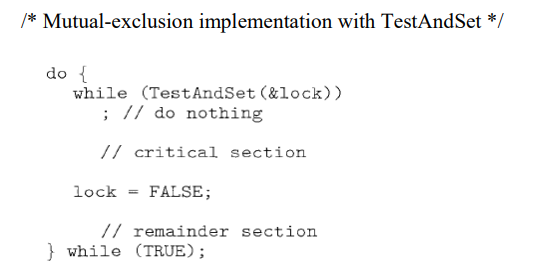 /* Mutual-exclusion implementation with TestAndSet */
do {
while (TestAndSet(&lock))
; // do nothing
// critical section
lock = FALSE;
// remainder section
} while (TRUE);